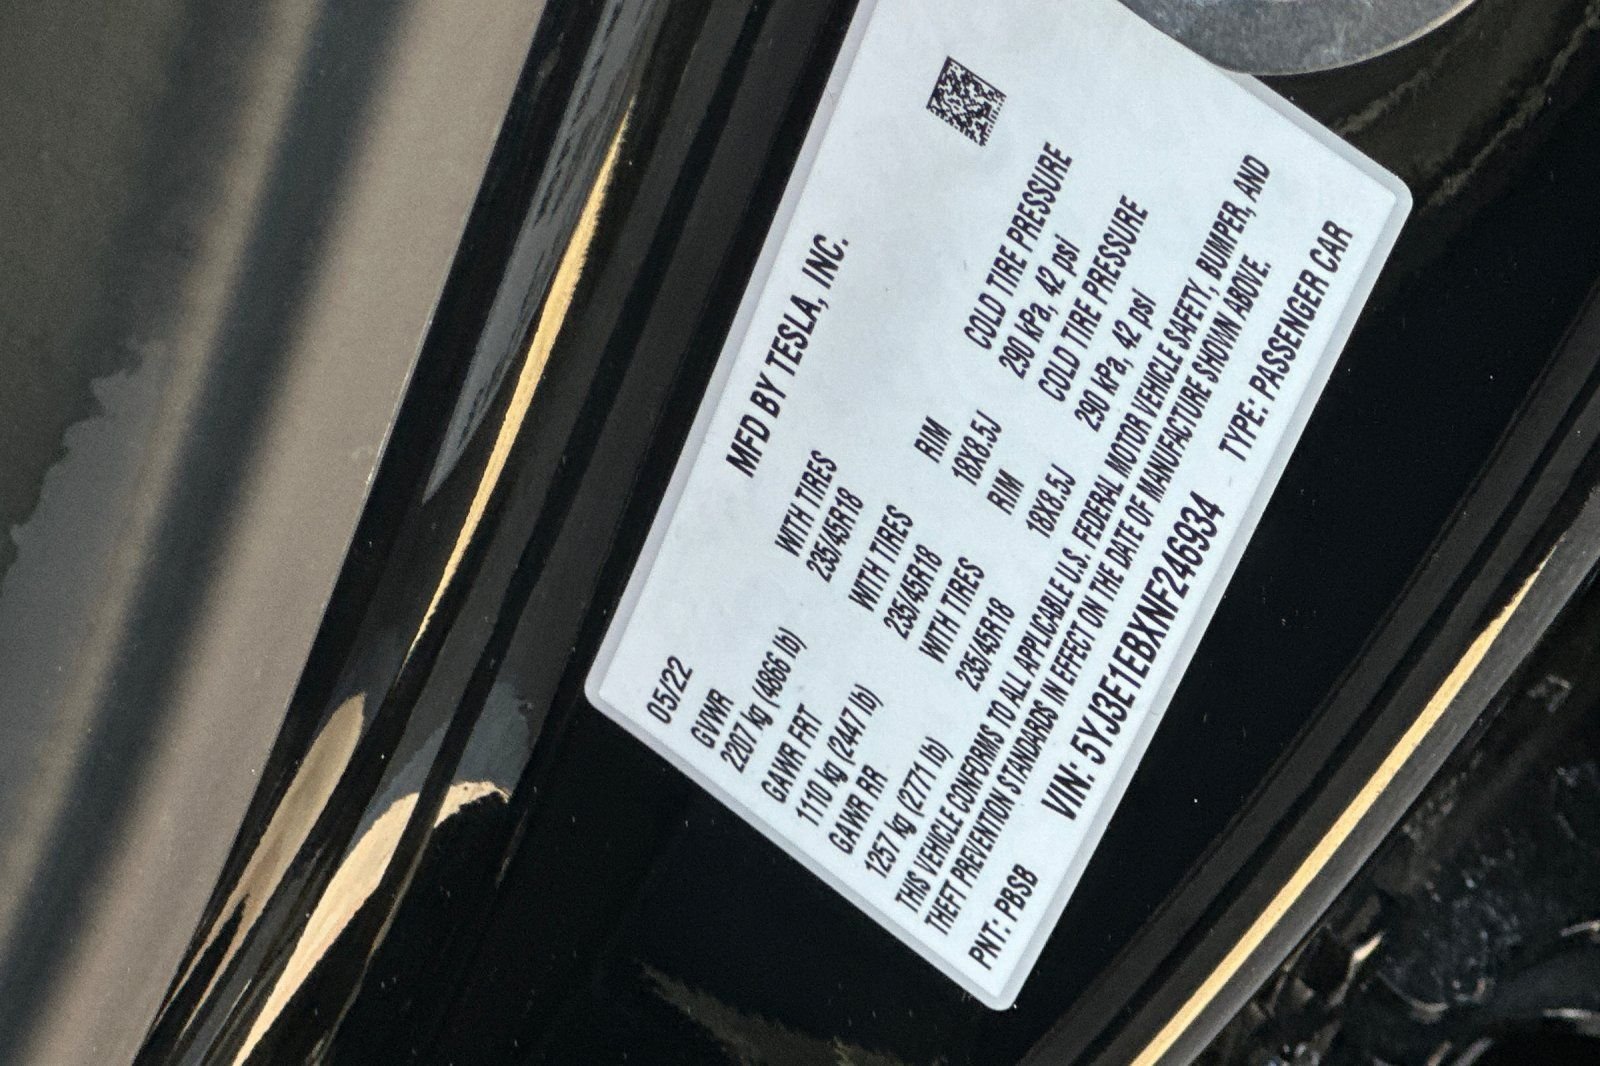 MFD BY TESLA, INC.
05/22
GVWR WITH TIRES
2207 kg (4866 lb) 235/45R18
GAWR FRT WITH TIRES RIM COLD TIRE PRESSURE
1110 kg (2447 lb) 235/45R18 18X8.5J 290 kPa, 42 psi
GAWR RR WITH TIRES RIM COLD TIRE PRESSURE
1257 kg (2771 lb) 235/45R18 18X8.5J 290 kPa, 42 psi
THIS VEHICLE CONFORMS TO ALL APPLICABLE U.S. FEDERAL MOTOR VEHICLE SAFETY, BUMPER, AND
THEFT PREVENTION STANDARDS IN EFFECT ON THE DATE OF MANUFACTURE SHOWN ABOVE.
PNT: PBSB VIN: 5YJ3E1EBXNF246934 TYPE: PASSENGER CAR